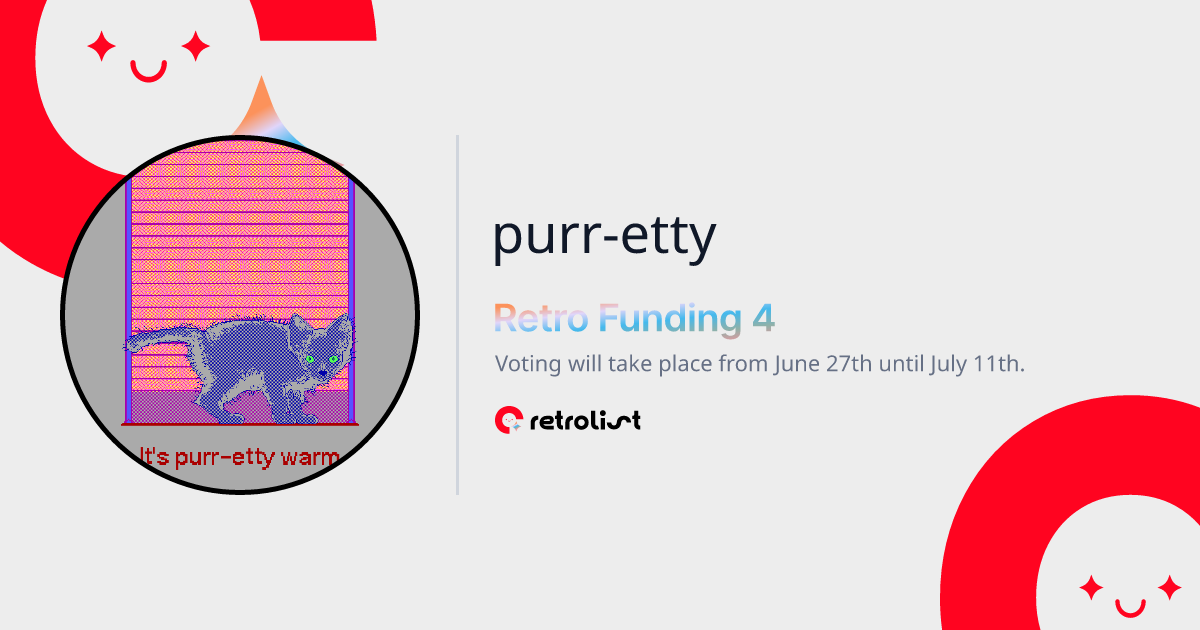 purr-etty
Retro Funding 4
Voting will take place from June 27th until July 11th.
retrolist
It's purr-etty warm